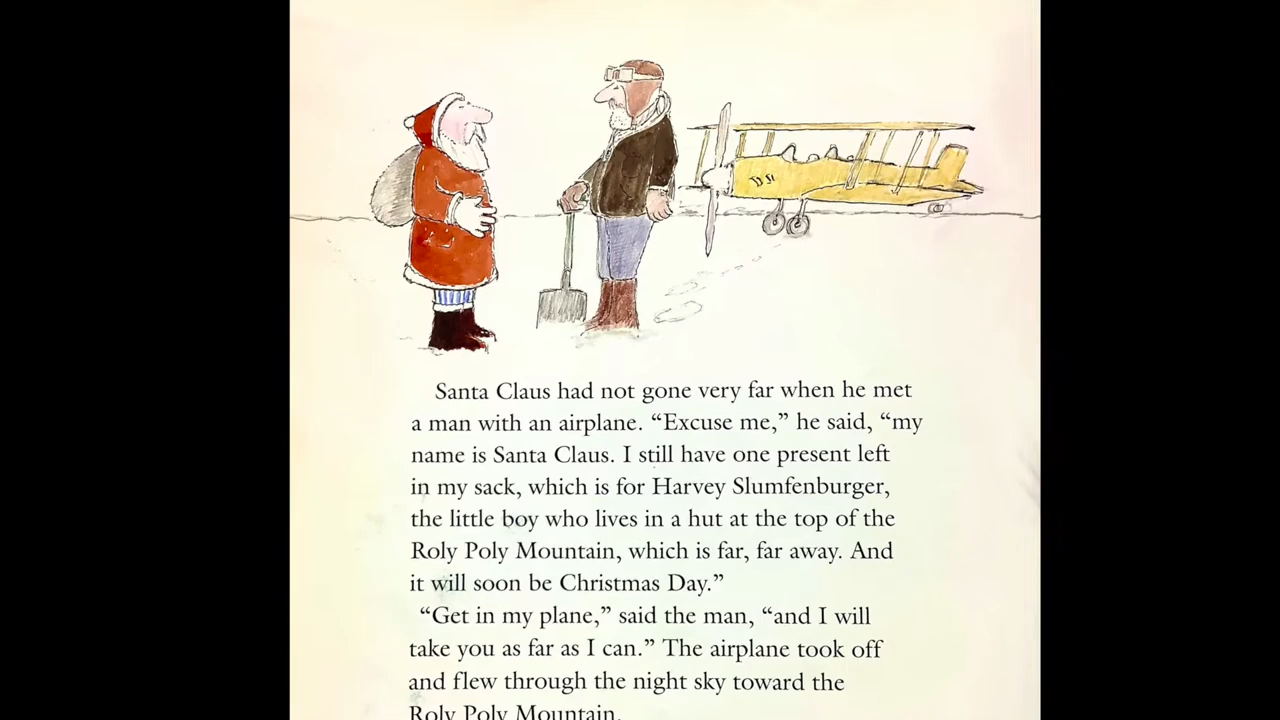 Santa Claus had not gone very far when he met
a man with an airplane. “Excuse me,” he said, “my
name is Santa Claus. I still have one present left
in my sack, which is for Harvey Slumfenburger,
the little boy who lives in a hut at the top of the
Roly Poly Mountain, which is far, far away. And
it will soon be Christmas Day.”
“Get in my plane,” said the man, “and I will
take you as far as I can.” The airplane took off
and flew through the night sky toward the
Roly Poly Mountain.